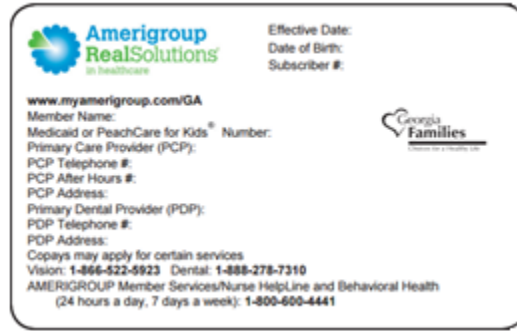 Amerigroup
RealSolutions
in healthcare
Effective Date:
Date of Birth:
Subscriber #:
www.myamerigroup.com/GA
Member Name:
Medicaid or PeachCare for Kids® Number:
Primary Care Provider (PCP):
PCP Telephone #:
PCP After Hours #:
PCP Address:
Primary Dental Provider (PDP):
PDP Telephone #:
PDP Address:
Copays may apply for certain services
Vision: 1-866-522-5923 Dental: 1-888-278-7310
AMERIGROUP Member Services/Nurse HelpLine and Behavioral Health
(24 hours a day, 7 days a week): 1-800-600-4441
Georgia
Families
Choices for a Healthy Life